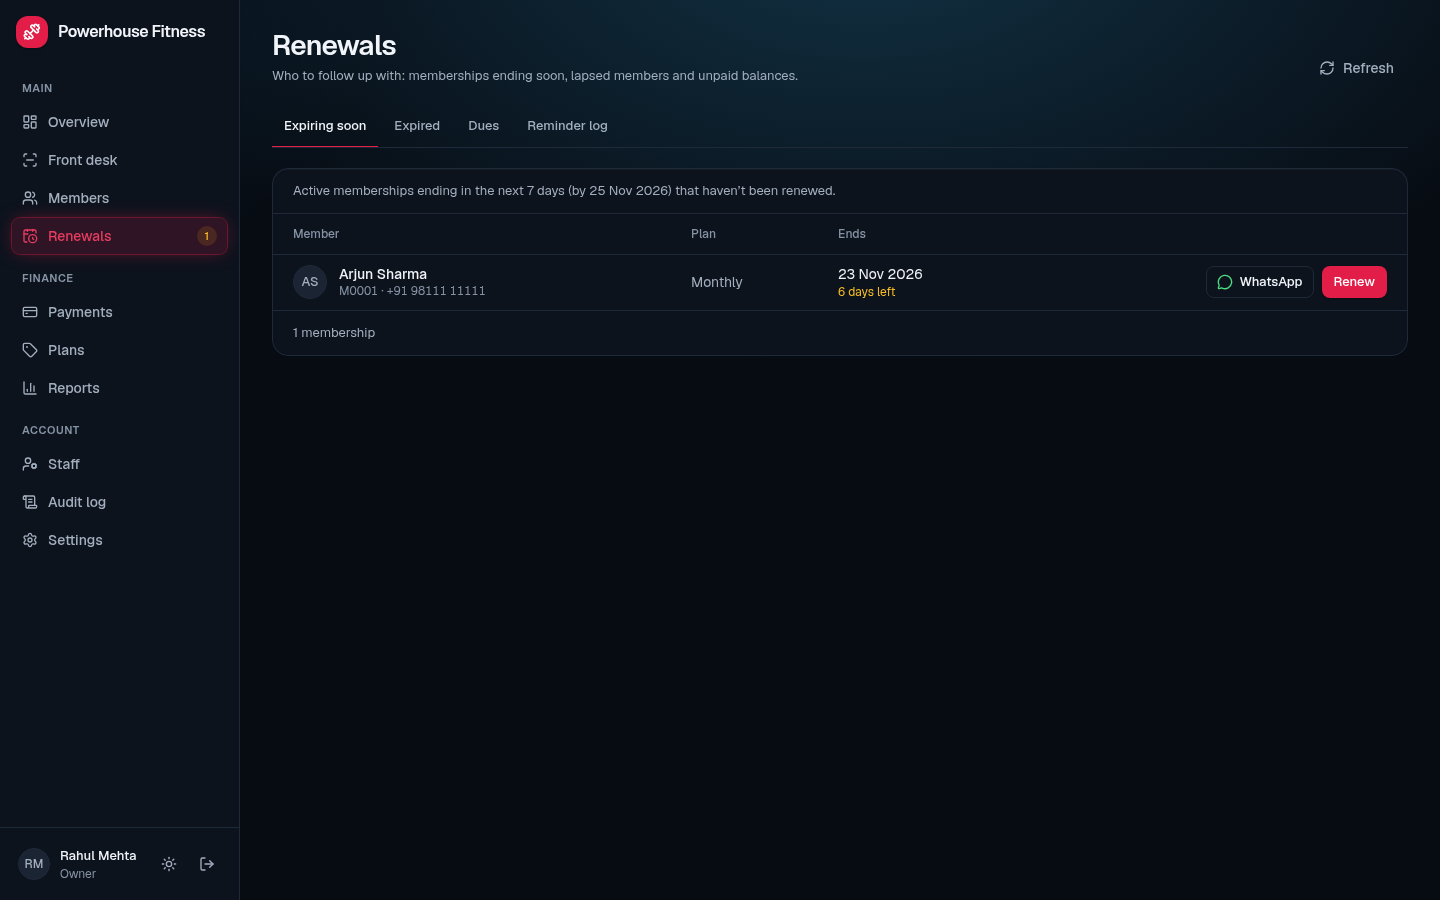 Powerhouse Fitness
MAIN
Overview
Front desk
Members
Renewals 1
FINANCE
Payments
Plans
Reports
ACCOUNT
Staff
Audit log
Settings
RM
Rahul Mehta
Owner
Renewals
Who to follow up with: memberships ending soon, lapsed members and unpaid balances.
Refresh
Expiring soon Expired Dues Reminder log
Active memberships ending in the next 7 days (by 25 Nov 2026) that haven’t been renewed.
Member Plan Ends
AS
Arjun Sharma
M0001 · +91 98111 11111
Monthly
23 Nov 2026
6 days left
WhatsApp
Renew
1 membership